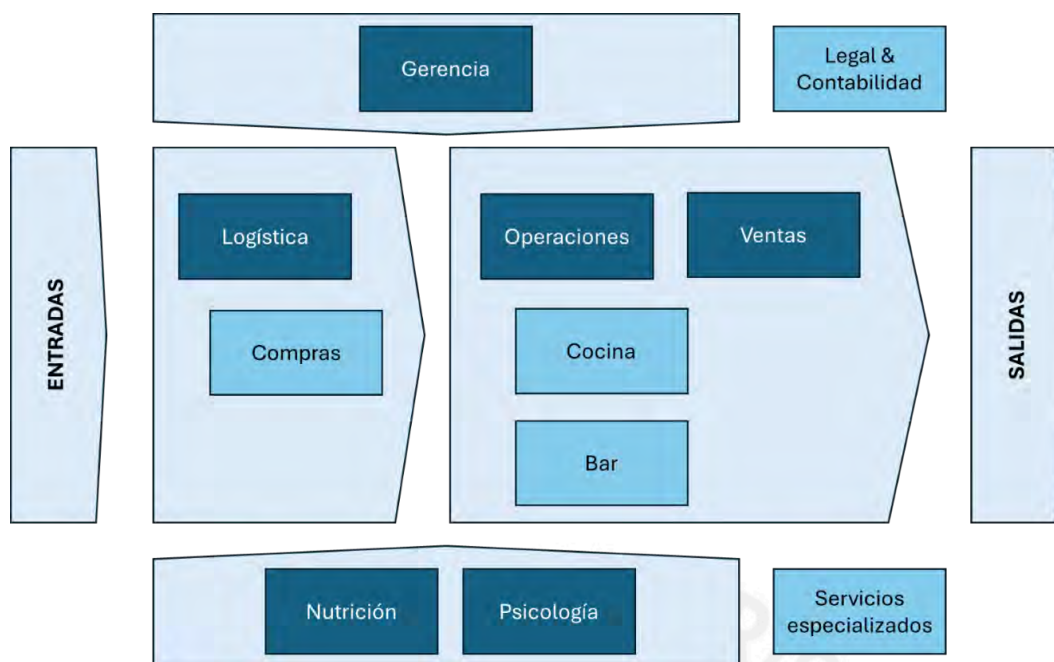 Gerencia
Legal &
Contabilidad
ENTRADAS
Logística
Compras
Operaciones
Ventas
Cocina
Bar
SALIDAS
Nutrición
Psicología
Servicios
especializados